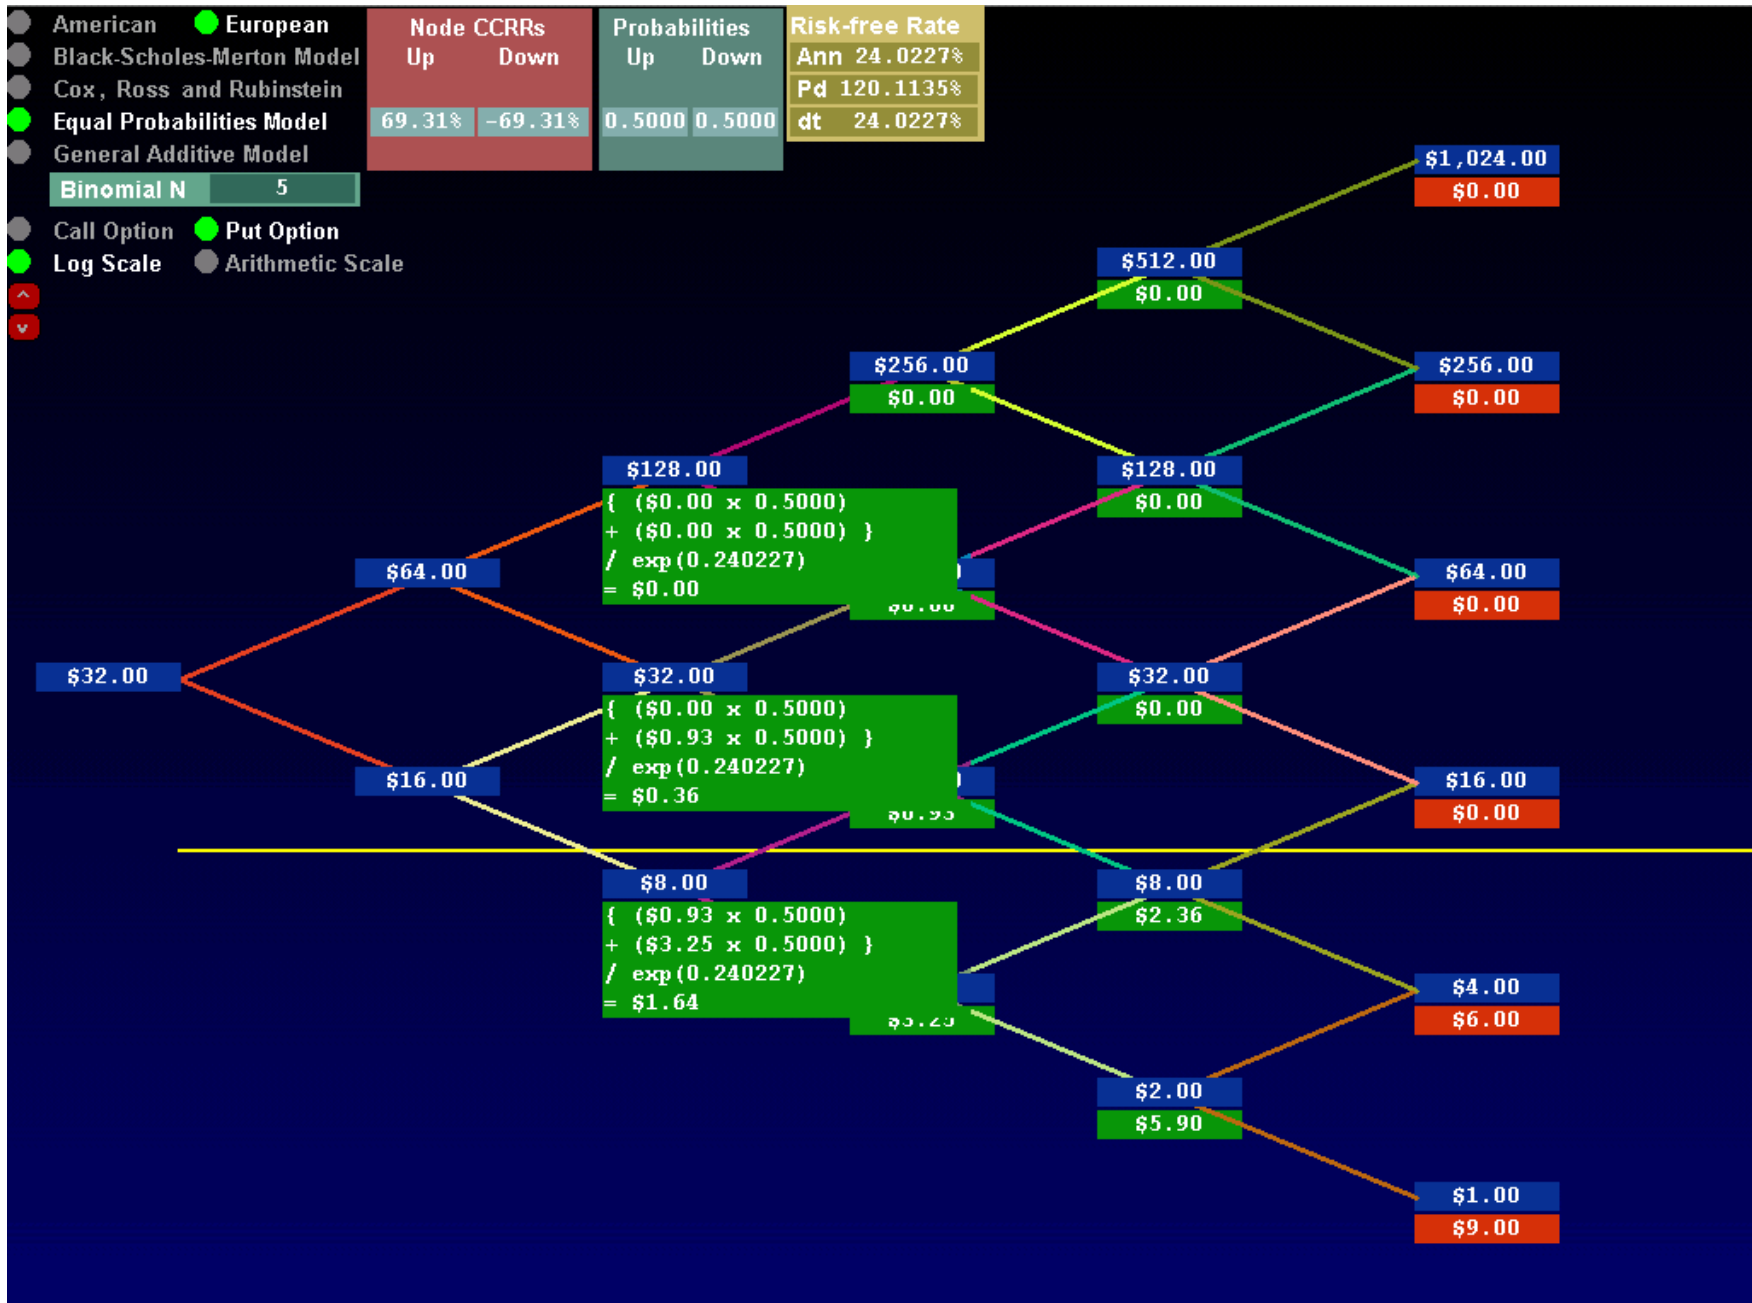 American European
Black-Scholes-Merton Model
Cox, Ross and Rubinstein
Equal Probabilities Model
General Additive Model
Binomial N 5
Call Option Put Option
Log Scale Arithmetic Scale
^
v
Node CCRRs
Up Down
69.31% -69.31%
Probabilities
Up Down
0.5000 0.5000
Risk-free Rate
Ann 24.0227%
Pd 120.1135%
dt 24.0227%
$32.00
$64.00
$16.00
$128.00
{ ($0.00 x 0.5000)
+ ($0.00 x 0.5000) }
/ exp(0.240227)
= $0.00
$32.00
{ ($0.00 x 0.5000)
+ ($0.93 x 0.5000) }
/ exp(0.240227)
= $0.36
$8.00
{ ($0.93 x 0.5000)
+ ($3.25 x 0.5000) }
/ exp(0.240227)
= $1.64
$256.00
$0.00
$0.00
$0.93
$3.25
$512.00
$0.00
$128.00
$0.00
$32.00
$0.00
$8.00
$2.36
$2.00
$5.90
$1,024.00
$0.00
$256.00
$0.00
$64.00
$0.00
$16.00
$0.00
$4.00
$6.00
$1.00
$9.00